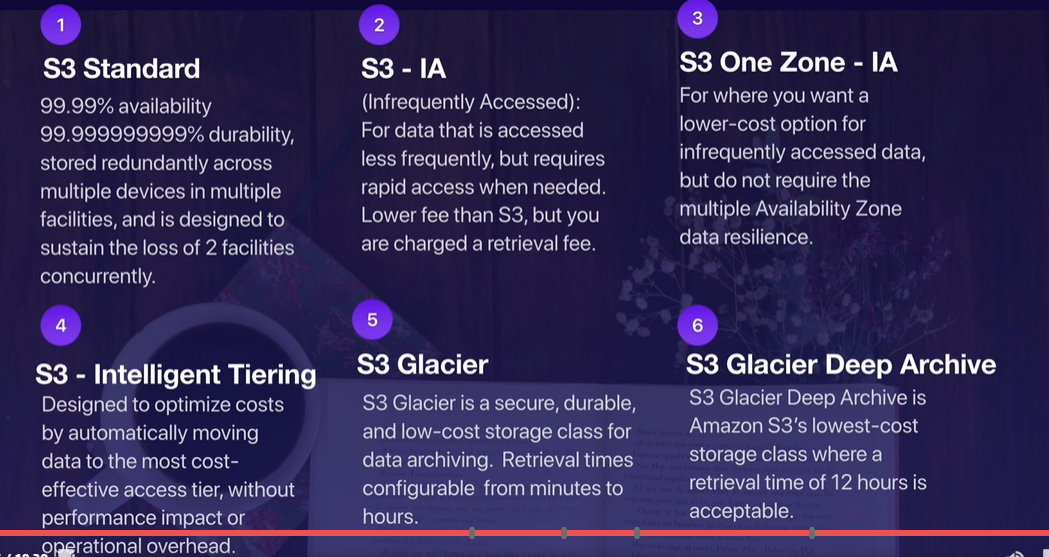 1
S3 Standard
99.99% availability
99.999999999% durability,
stored redundantly across
multiple devices in multiple
facilities, and is designed to
sustain the loss of 2 facilities
concurrently.
2
S3 - IA
(Infrequently Accessed):
For data that is accessed
less frequently, but requires
rapid access when needed.
Lower fee than S3, but you
are charged a retrieval fee.
3
S3 One Zone - IA
For where you want a
lower-cost option for
infrequently accessed data,
but do not require the
multiple Availability Zone
data resilience.
4
S3 - Intelligent Tiering
Designed to optimize costs
by automatically moving
data to the most cost-
effective access tier, without
performance impact or
operational overhead.
5
S3 Glacier
S3 Glacier is a secure, durable,
and low-cost storage class for
data archiving. Retrieval times
configurable from minutes to
hours.
6
S3 Glacier Deep Archive
S3 Glacier Deep Archive is
Amazon S3's lowest-cost
storage class where a
retrieval time of 12 hours is
acceptable.